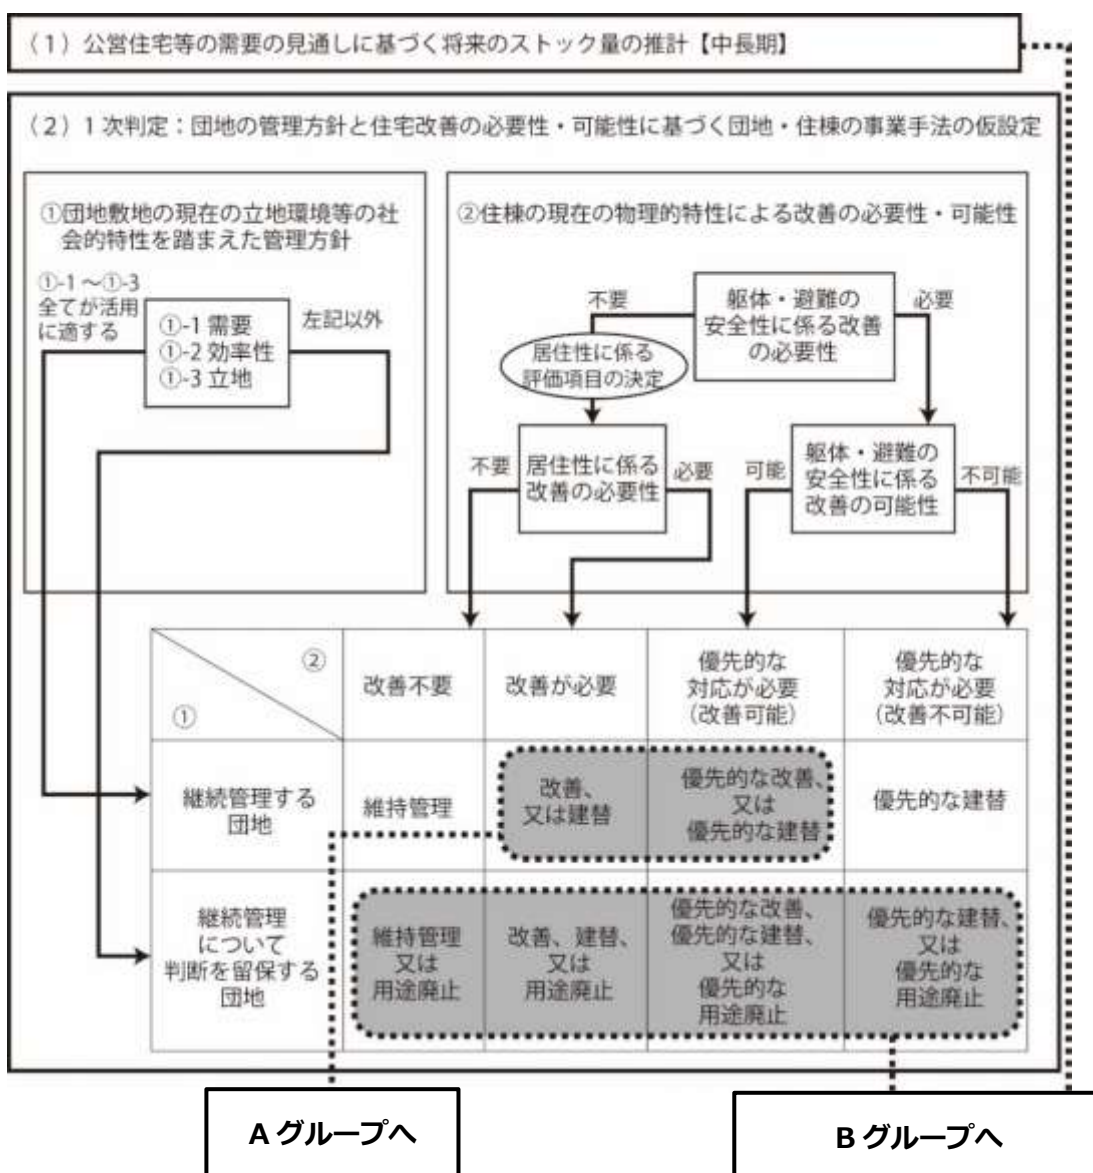 （1）公営住宅等の需要の見通しに基づく将来のストック量の推計【中長期】
（2）1次判定：団地の管理方針と住宅改善の必要性・可能性に基づく団地・住棟の事業手法の仮設定
①団地敷地の現在の立地環境等の社
会的特性を踏まえた管理方針
①-1～①-3
全てが活用
に適する
①-1 需要
①-2 効率性
①-3 立地
左記以外
②住棟の現在の物理的特性による改善の必要性・可能性
不要
躯体・避難の
安全性に係る改善
の必要性
必要
居住性に係る
評価項目の決定
不要
居住性に係る
改善の必要性
必要
可能
躯体・避難の
安全性に係る
改善の可能性
不可能
②
①
改善不要
改善が必要
優先的な
対応が必要
（改善可能）
優先的な
対応が必要
（改善不可能）
継続管理する
団地
維持管理
改善、
又は建替
優先的な改善、
又は
優先的な建替
優先的な建替
継続管理
について
判断を留保する
団地
維持管理
又は
用途廃止
改善、建替、
又は
用途廃止
優先的な改善、
優先的な建替、
又は
優先的な
用途廃止
優先的な建替、
又は
優先的な
用途廃止
A グループへ
B グループへ